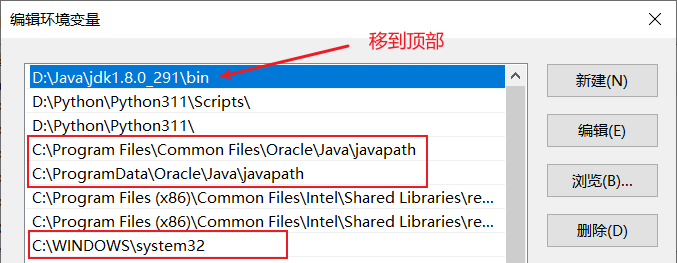 编辑环境变量
移到顶部
D:\Java\jdk1.8.0_291\bin
新建(N)
D:\Python\Python311\Scripts\
D:\Python\Python311\
编辑(E)
C:\Program Files\Common Files\Oracle\Java\javapath
C:\ProgramData\Oracle\Java\javapath
浏览(B)...
C:\Program Files (x86)\Common Files\Intel\Shared Libraries\re...
C:\Program Files (x86)\Common Files\Intel\Shared Libraries\re...
删除(D)
C:\WINDOWS\system32